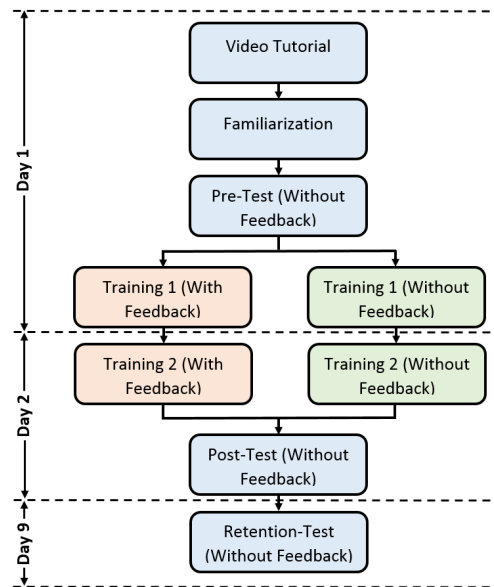 Day 1
Video Tutorial
Familiarization
Pre-Test (Without
Feedback)
Training 1 (With
Feedback)
Training 1 (Without
Feedback)
Day 2
Training 2 (With
Feedback)
Training 2 (Without
Feedback)
Post-Test (Without
Feedback)
Day 9
Retention-Test
(Without Feedback)